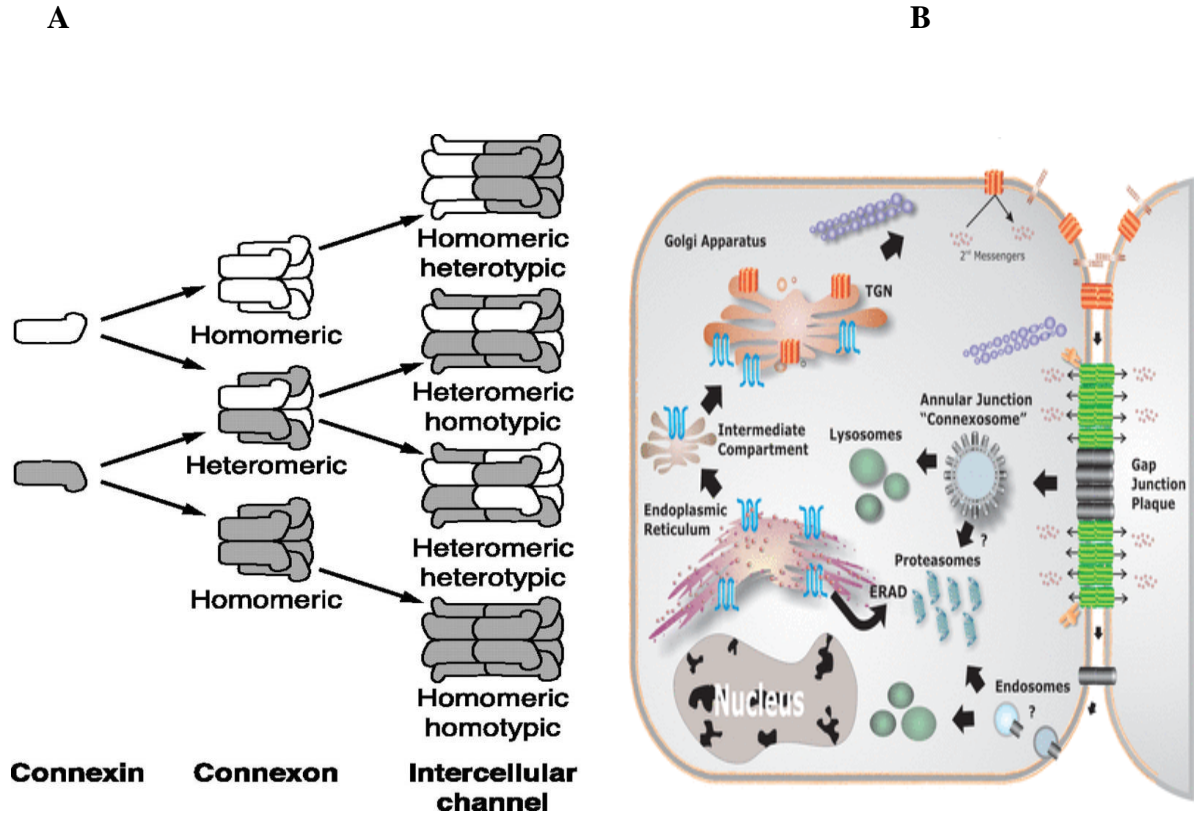 A
B
Homomeric
heterotypic
Homomeric
Heteromeric
homotypic
Heteromeric
Heteromeric
heterotypic
Homomeric
Homomeric
homotypic
Connexin
Connexon
Intercellular
channel
Golgi Apparatus
2nd Messengers
TGN
Intermediate
Compartment
Lysosomes
Annular Junction
"Connexosome"
Gap
Junction
Plaque
Endoplasmic
Reticulum
?
Proteasomes
ERAD
Nucleus
Endosomes
?